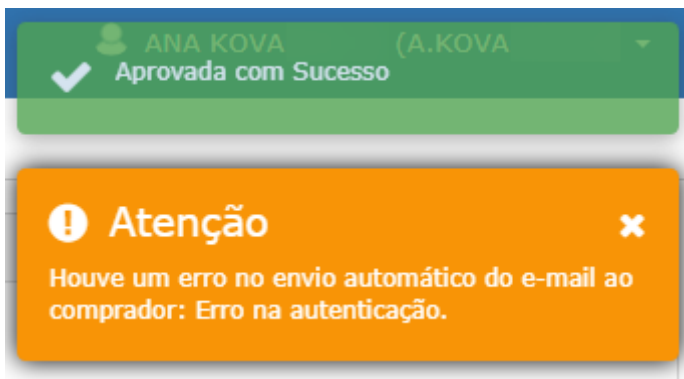 ANA KOVA (A.KOVA
Aprovada com Sucesso
Atenção
Houve um erro no envio automático do e-mail ao
comprador: Erro na autenticação.